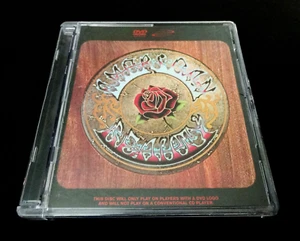 DVD
AMERICAN
BEAUTY
THIS DISC WILL ONLY PLAY ON PLAYERS WITH A DVD LOGO
AND WILL NOT PLAY ON A CONVENTIONAL CD PLAYER